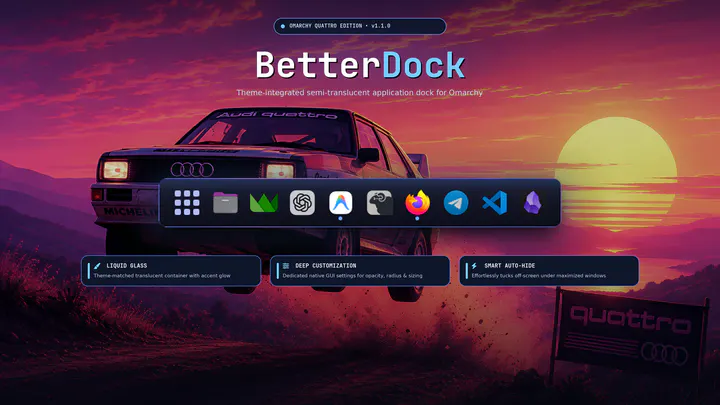 OMARCHY QUATTRO EDITION • v1.1.0
BetterDock
Theme-integrated semi-translucent application dock for Omarchy
Audi quattro
MICHELIN
LIQUID GLASS
Theme-matched translucent container with accent glow
DEEP CUSTOMIZATION
Dedicated native GUI settings for opacity, radius & sizing
SMART AUTO-HIDE
Effortlessly tucks off-screen under maximized windows
quattro